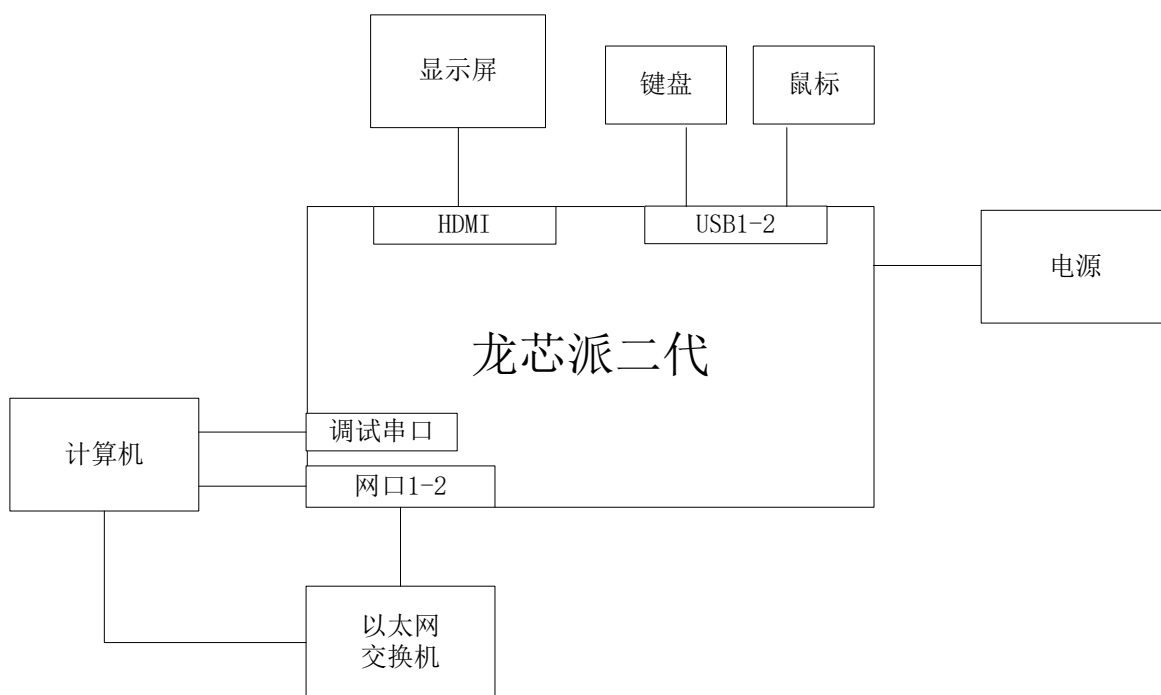 显示屏
键盘
鼠标
HDMI
USB1-2
电源
龙芯派二代
调试串口
计算机
网口1-2
以太网
交换机